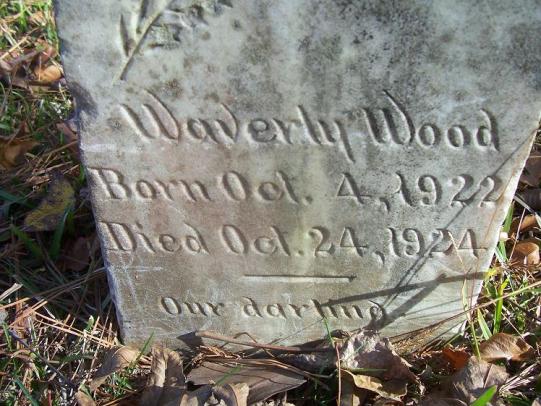 Waverly Wood
Born Oct. 4, 1922
Died Oct. 24, 1924
Our darling.